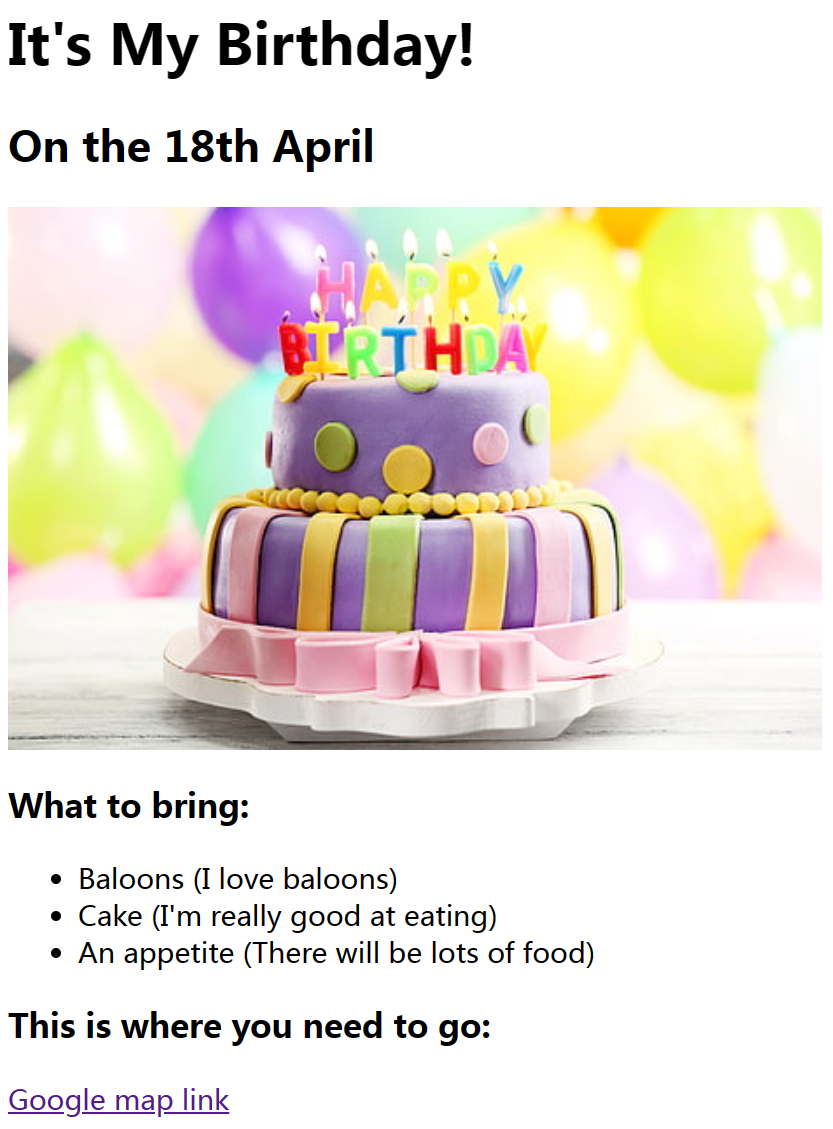 It's My Birthday!
On the 18th April
HAPPY
BIRTHDAY
What to bring:
Baloons (I love baloons)
Cake (I'm really good at eating)
An appetite (There will be lots of food)
This is where you need to go:
Google map link